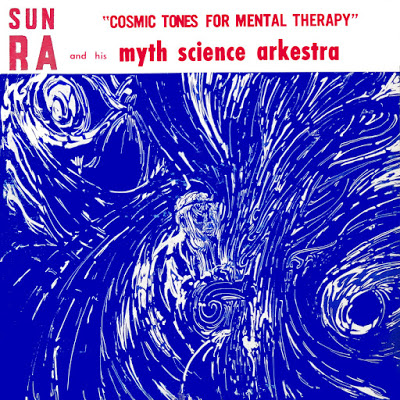 SUN RA
"COSMIC TONES FOR MENTAL THERAPY"
and his myth science arkestra